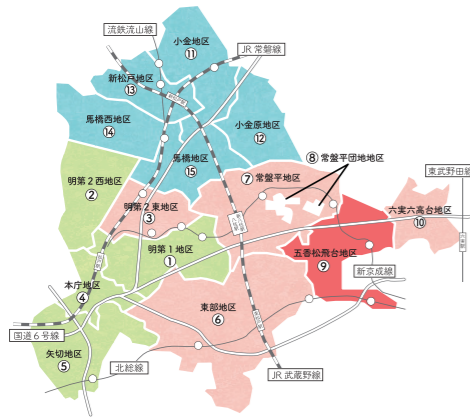 流鉄流山線
小金地区
⑪
JR常磐線
新松戸地区
⑬
馬橋西地区
⑭
小金原地区
⑫
馬橋地区
⑮
⑧ 常盤平団地地区
⑦ 常盤平地区
東武野田線
明第2西地区
②
明第2東地区
③
六実六高台地区
⑩
明第1地区
①
五香松飛台地区
⑨
新京成線
本庁地区
④
東部地区
⑥
国道6号線
矢切地区
⑤
北総線
JR武蔵野線